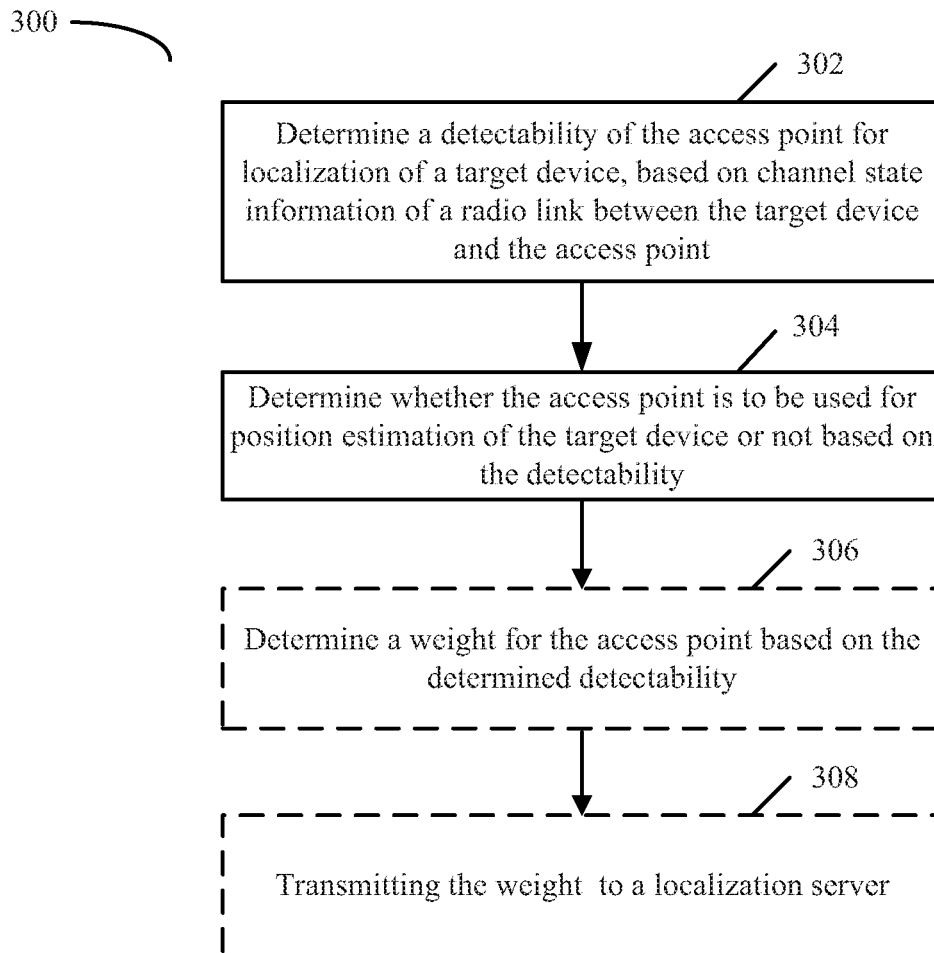 300
302
Determine a detectability of the access point for
localization of a target device, based on channel state
information of a radio link between the target device
and the access point
304
Determine whether the access point is to be used for
position estimation of the target device or not based on
the detectability
306
Determine a weight for the access point based on the
determined detectability
308
Transmitting the weight to a localization server